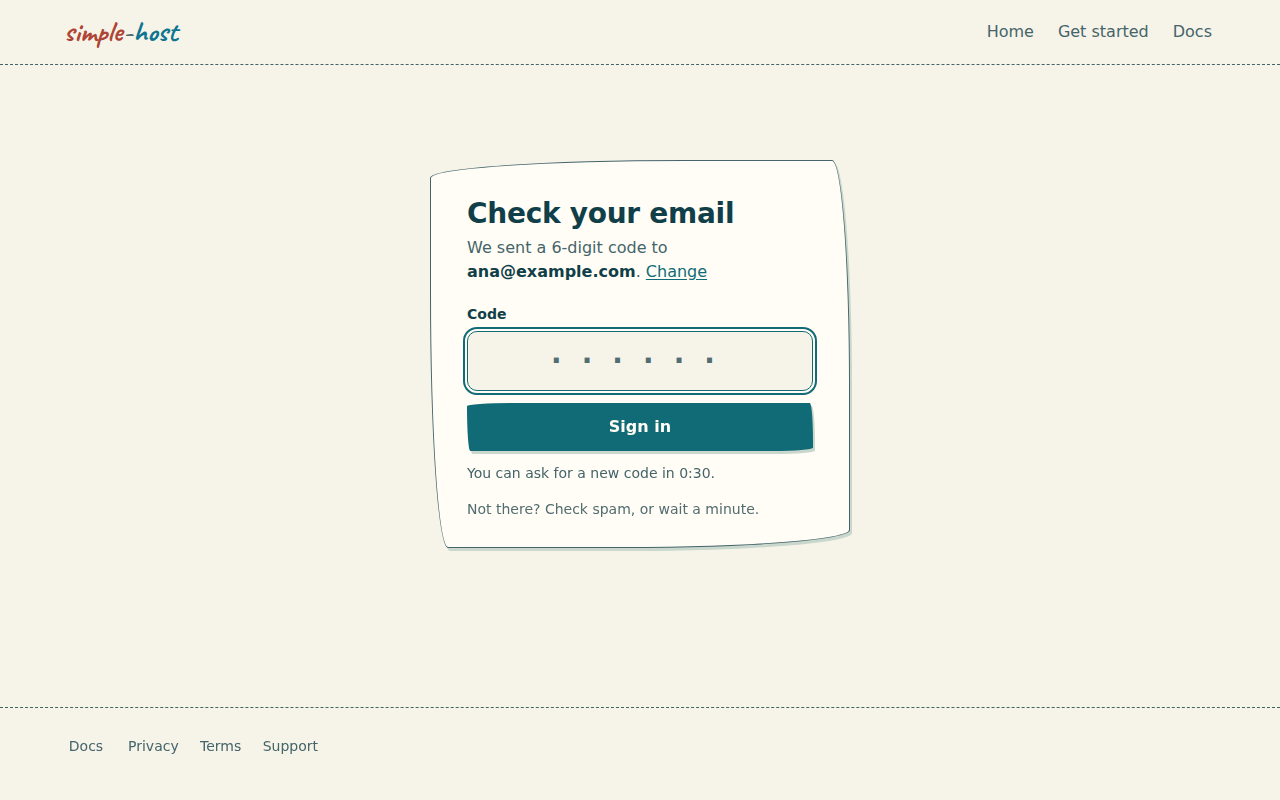 simple-host
Home Get started Docs
Check your email
We sent a 6-digit code to
ana@example.com. Change
Code
······
Sign in
You can ask for a new code in 0:30.
Not there? Check spam, or wait a minute.
Docs Privacy Terms Support